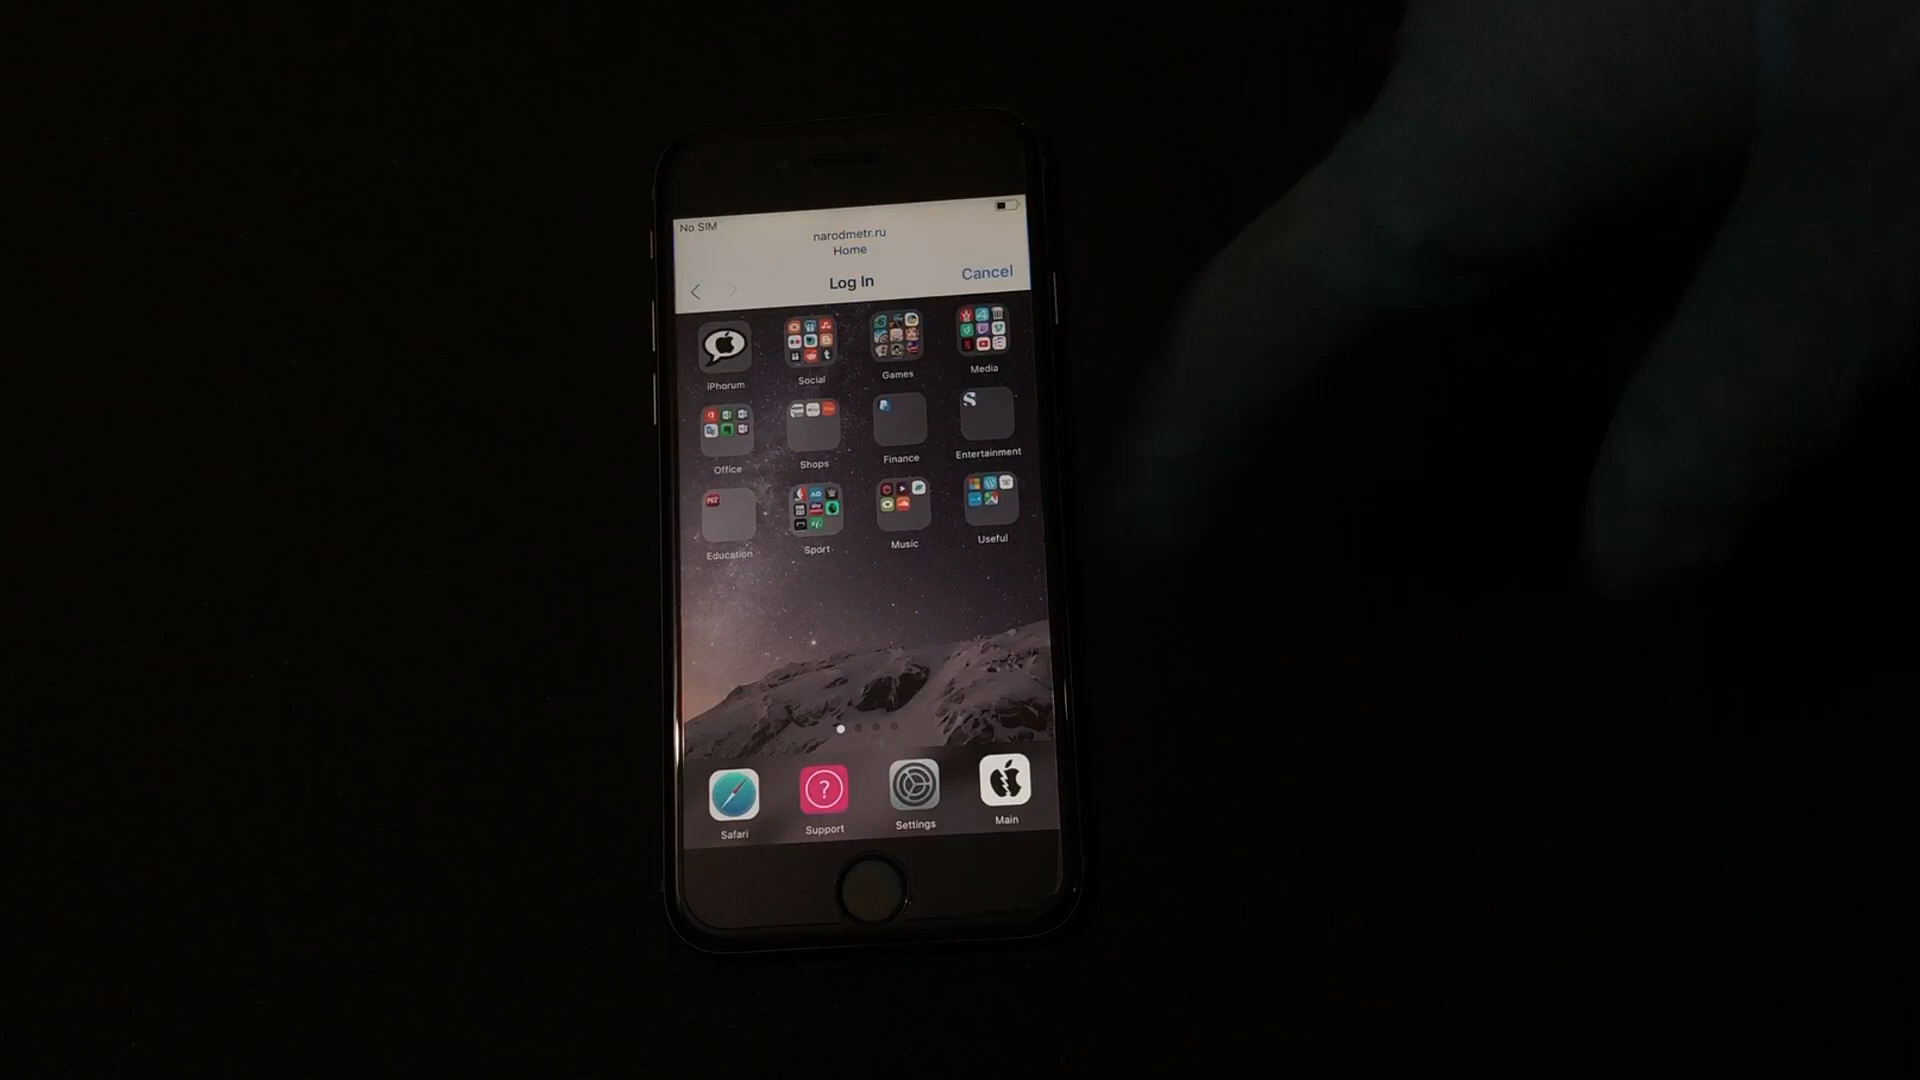 No SIM
narodmetr.ru
Home
Log In
Cancel
iPhorum
Social
Games
Media
Office
Shops
Finance
Entertainment
Education
Sport
Music
Useful
Safari
Support
Settings
Main